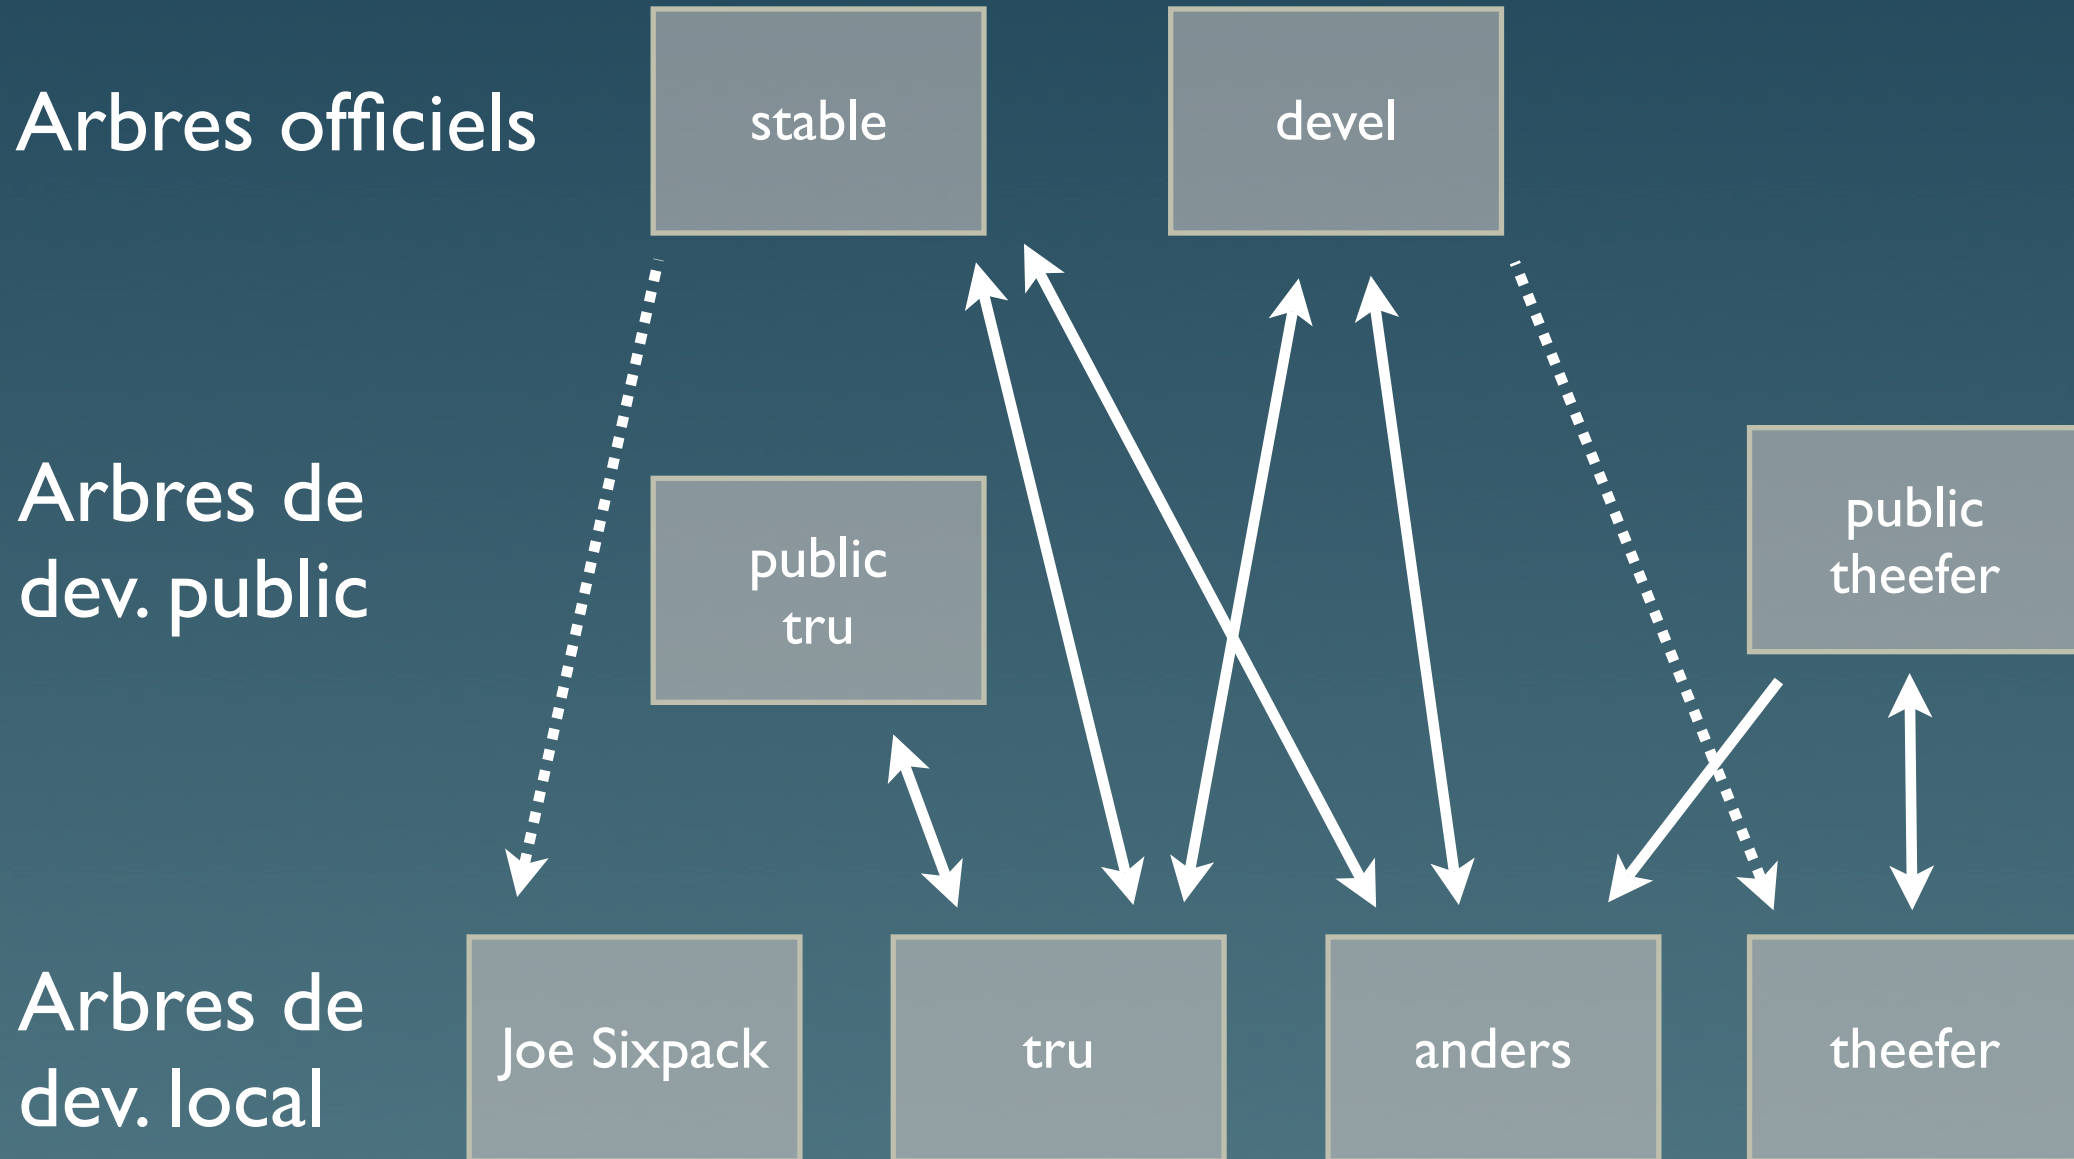 Arbres officiels
stable
devel
Arbres de
dev. public
public
tru
public
theefer
Arbres de
dev. local
Joe Sixpack
tru
anders
theefer